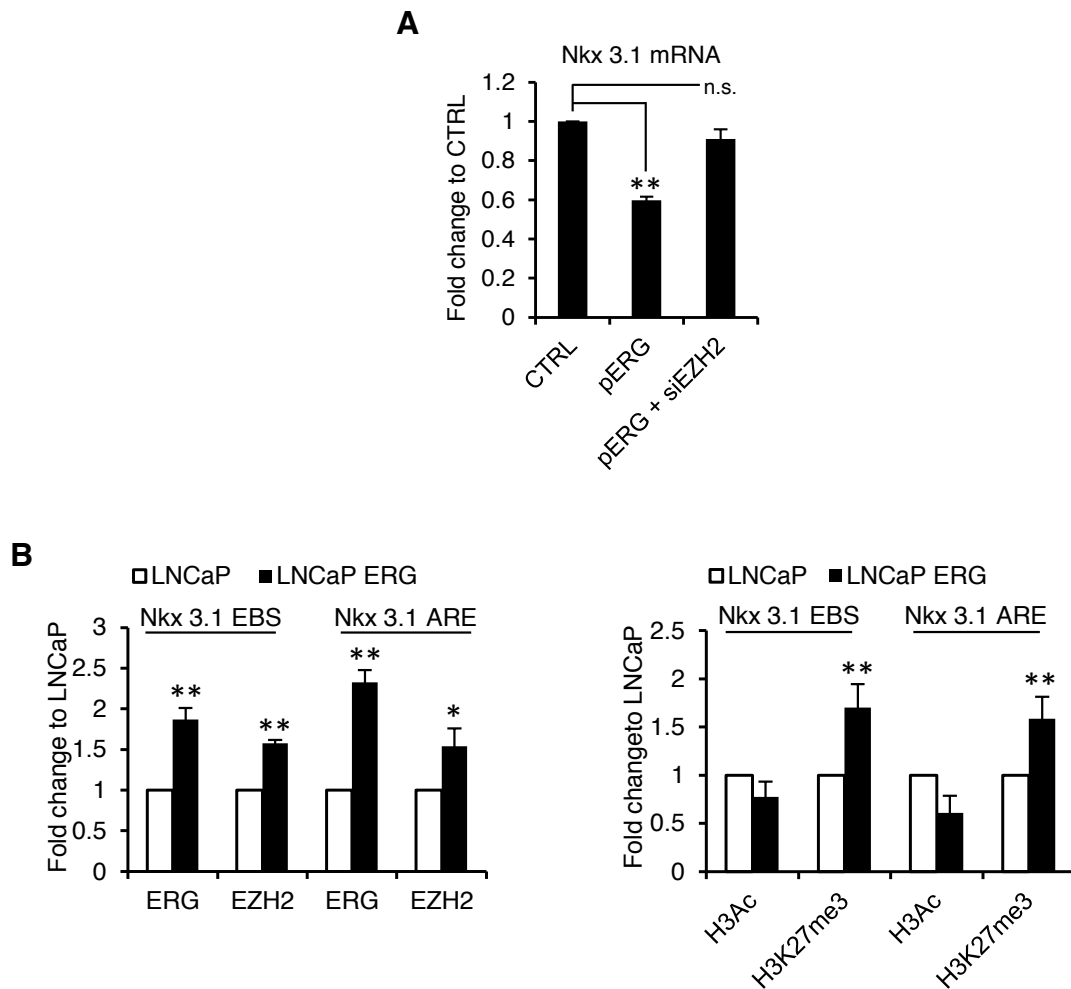 A
Nkx 3.1 mRNA
Fold change to CTRL
1.2
1
0.8
0.6
0.4
0.2
0
n.s.
**
CTRL
pERG
pERG + siEZH2
B
LNCaP LNCaP ERG
Nkx 3.1 EBS Nkx 3.1 ARE
Fold change to LNCaP
3
2.5
2
1.5
1
0.5
0
** ** ** *
ERG EZH2 ERG EZH2
LNCaP LNCaP ERG
Nkx 3.1 EBS Nkx 3.1 ARE
Fold changeto LNCaP
2.5
2
1.5
1
0.5
0
** **
H3Ac
H3K27me3
H3Ac
H3K27me3